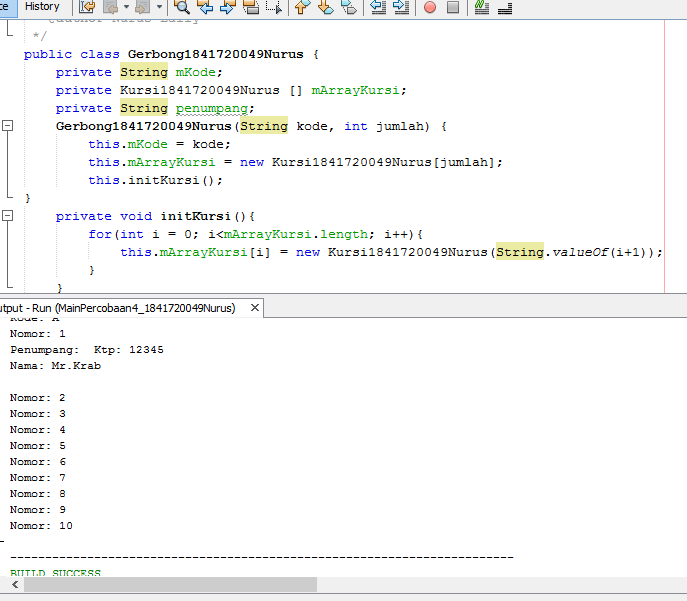 History
@author Nurus Laily
*/
public class Gerbong1841720049Nurus {
private String mKode;
private Kursi1841720049Nurus [] mArrayKursi;
private String penumpang;
Gerbong1841720049Nurus(String kode, int jumlah) {
this.mKode = kode;
this.mArrayKursi = new Kursi1841720049Nurus[jumlah];
this.initKursi();
}
private void initKursi(){
for(int i = 0; i<mArrayKursi.length; i++){
this.mArrayKursi[i] = new Kursi1841720049Nurus(String.valueOf(i+1));
}
}
utput - Run (MainPercobaan4_1841720049Nurus)
Kode: A
Nomor: 1
Penumpang:  Ktp: 12345
Nama: Mr.Krab
Nomor: 2
Nomor: 3
Nomor: 4
Nomor: 5
Nomor: 6
Nomor: 7
Nomor: 8
Nomor: 9
Nomor: 10
------------------------------------------------------------------------
BUILD SUCCESS